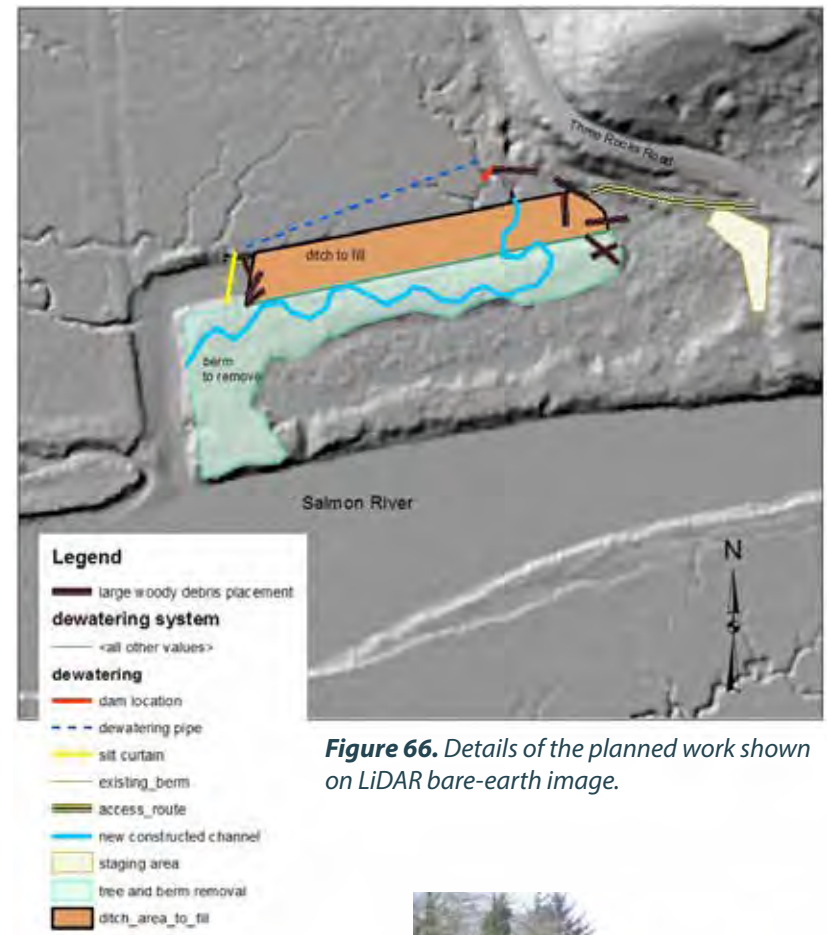 Three Rocks Road
ditch to fill
berm
to remove
Salmon River
N
Legend
large woody debris placement
dewatering system
<all other values>
dewatering
dam location
dewatering pipe
silt curtain
existing_berm
access_route
new constructed channel
staging area
tree and berm removal
ditch_area_to_fill
Figure 66. Details of the planned work shown
on LiDAR bare-earth image.